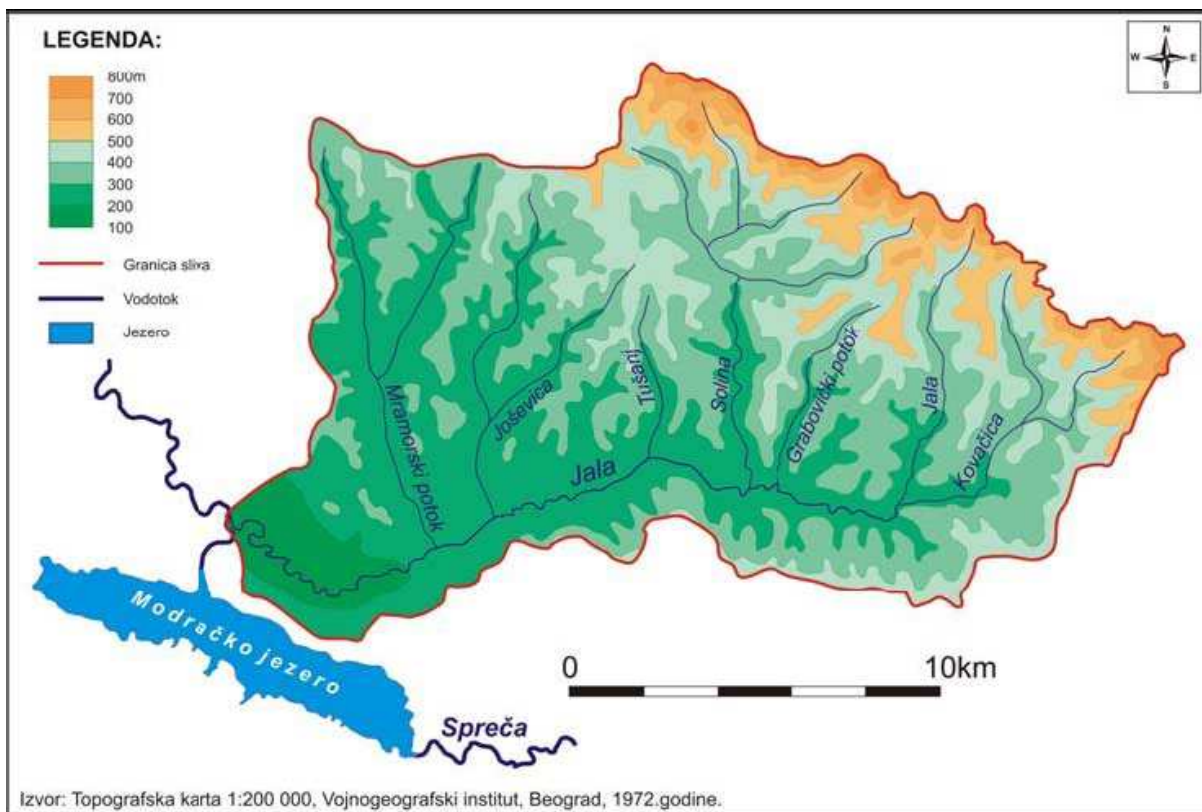 LEGENDA:
800m
700
600
500
400
300
200
100
Granica sliva
Vodotok
Jezero
N
W E
S
Mramorski potok
Joševica
Tušanj
Solina
Grabovički potok
Jala
Kovačica
Jala
Modračko jezero
Spreča
0 10km
Izvor: Topografska karta 1:200 000, Vojnogeografski institut, Beograd, 1972.godine.